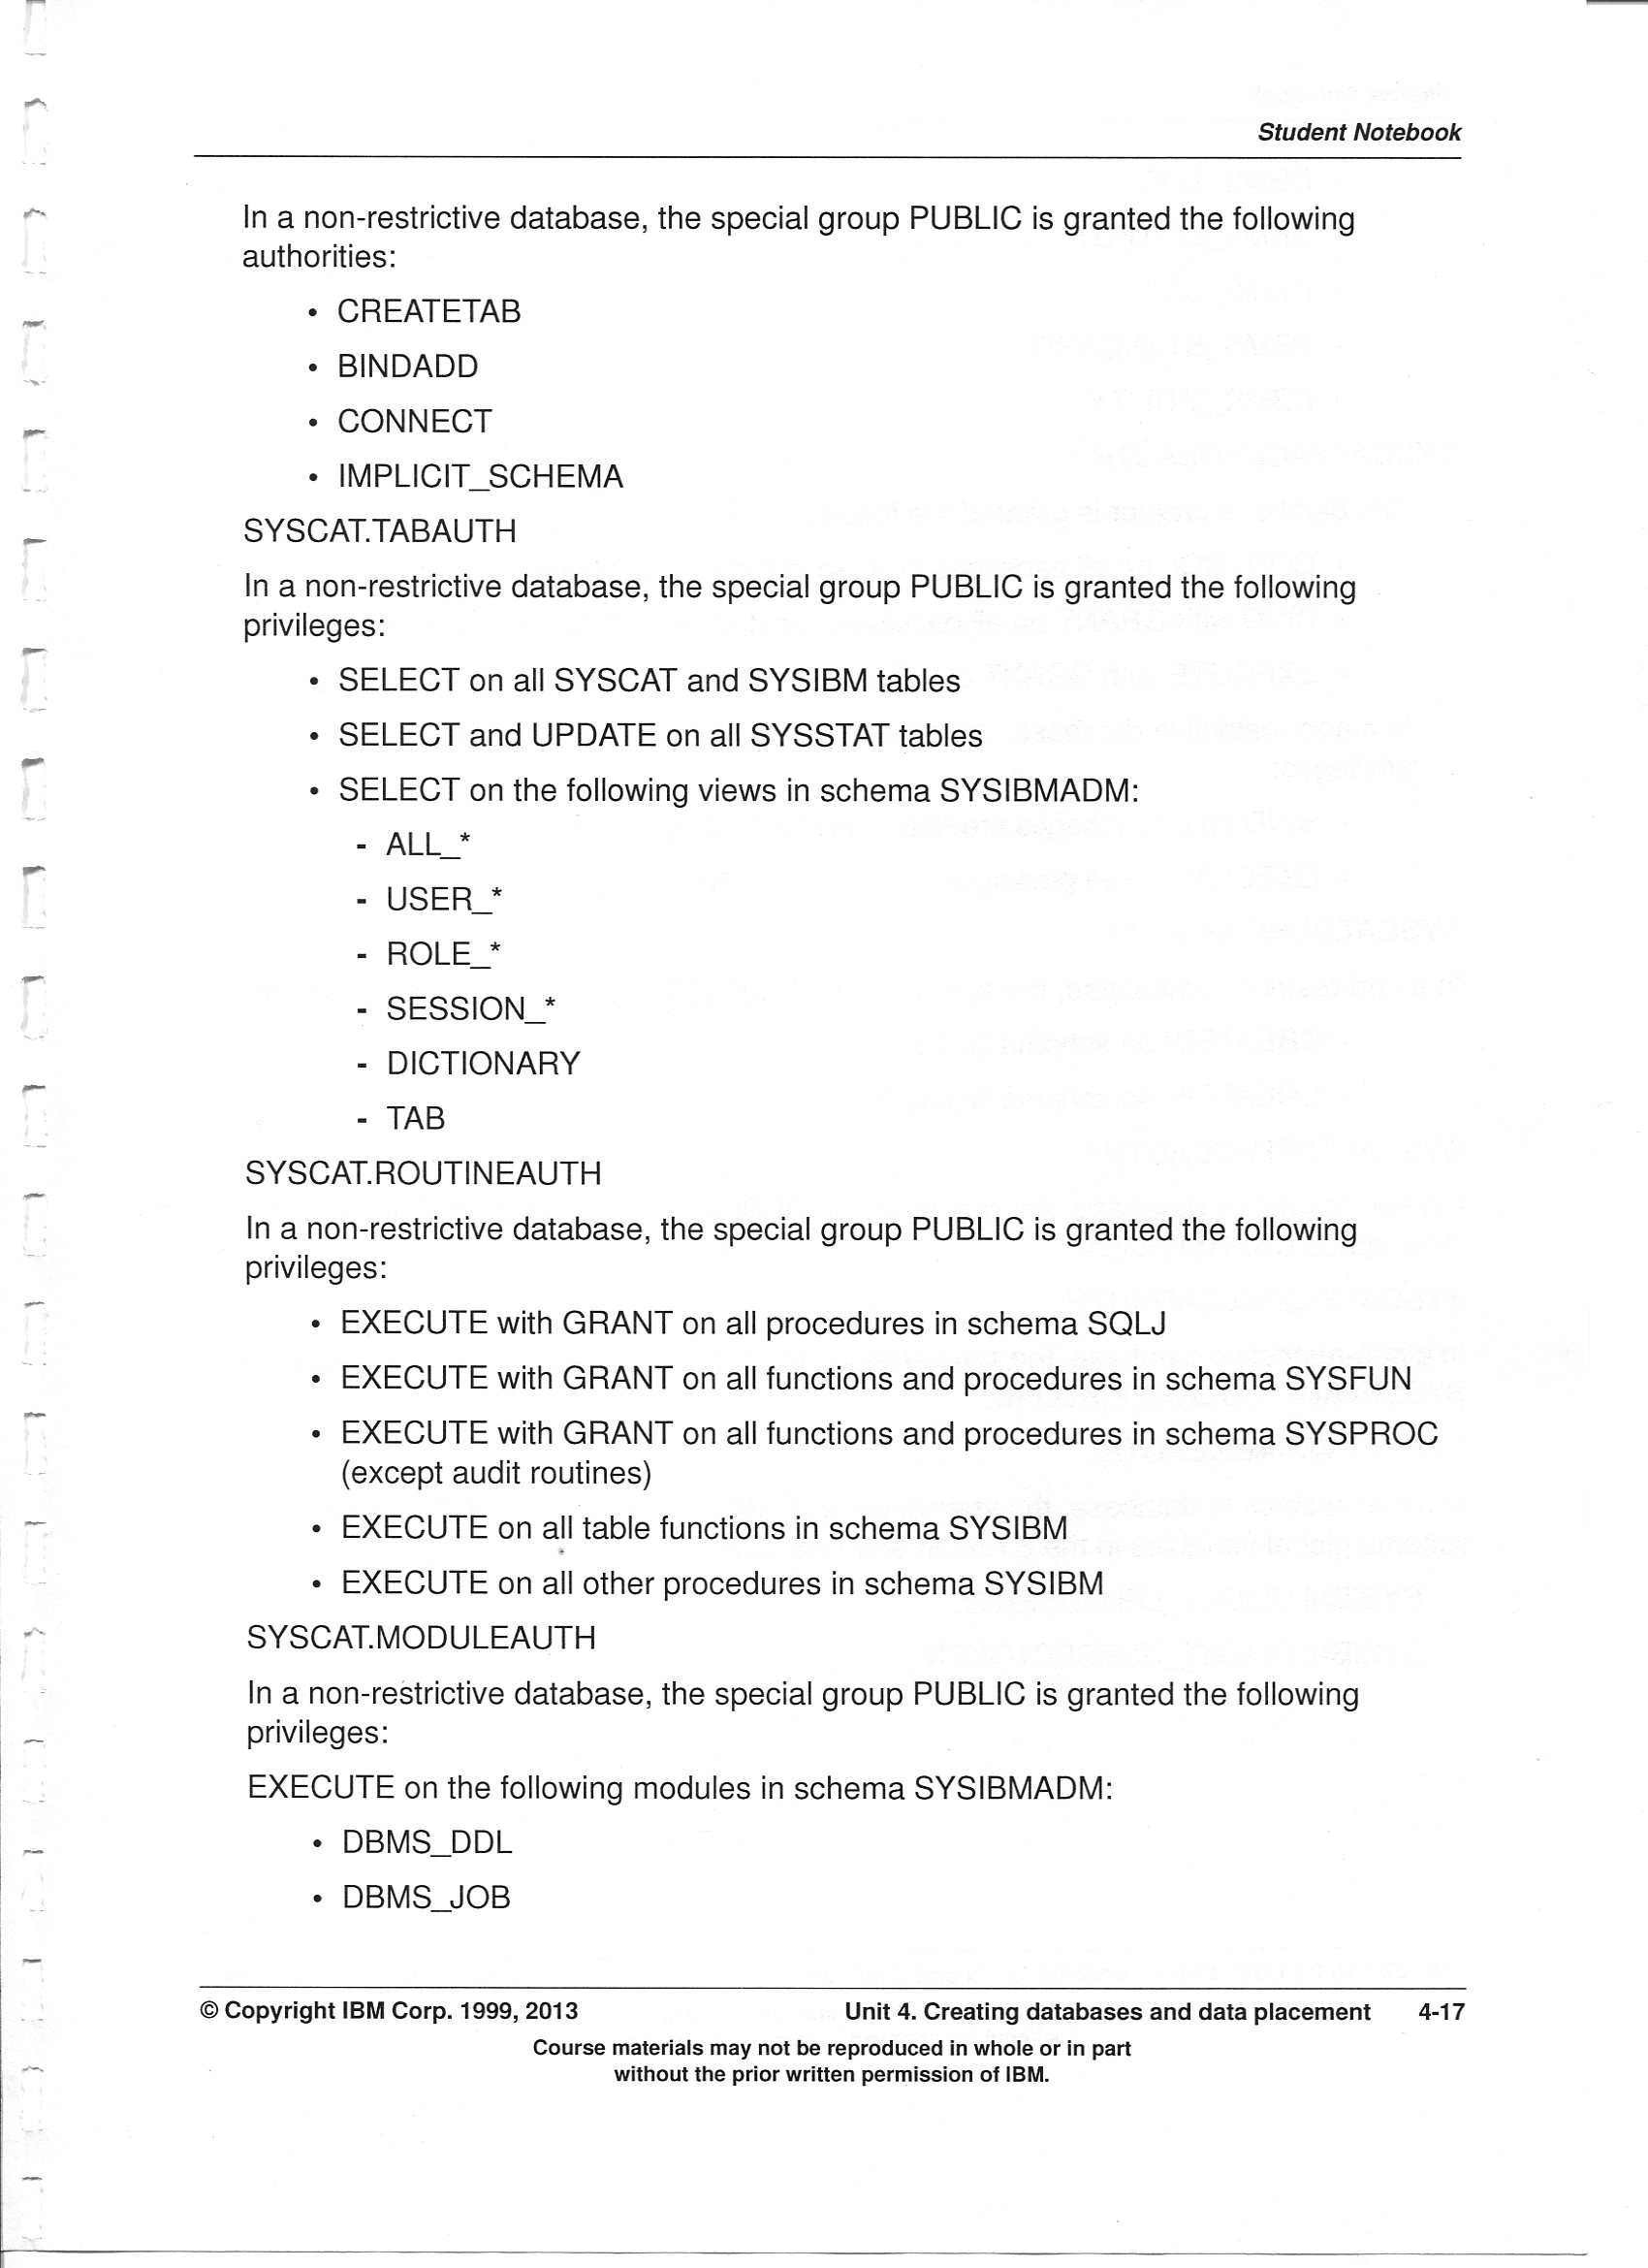 Student Notebook
In a non-restrictive database, the special group PUBLIC is granted the following
authorities:
• CREATETAB
• BINDADD
• CONNECT
• IMPLICIT_SCHEMA
SYSCAT.TABAUTH
In a non-restrictive database, the special group PUBLIC is granted the following
privileges:
• SELECT on all SYSCAT and SYSIBM tables
• SELECT and UPDATE on all SYSSTAT tables
• SELECT on the following views in schema SYSIBMADM:
- ALL_*
- USER_*
- ROLE_*
- SESSION_*
- DICTIONARY
- TAB
SYSCAT.ROUTINEAUTH
In a non-restrictive database, the special group PUBLIC is granted the following
privileges:
• EXECUTE with GRANT on all procedures in schema SQLJ
• EXECUTE with GRANT on all functions and procedures in schema SYSFUN
• EXECUTE with GRANT on all functions and procedures in schema SYSPROC
(except audit routines)
• EXECUTE on all table functions in schema SYSIBM
• EXECUTE on all other procedures in schema SYSIBM
SYSCAT.MODULEAUTH
In a non-restrictive database, the special group PUBLIC is granted the following
privileges:
EXECUTE on the following modules in schema SYSIBMADM:
• DBMS_DDL
• DBMS_JOB
© Copyright IBM Corp. 1999, 2013 Unit 4. Creating databases and data placement 4-17
Course materials may not be reproduced in whole or in part
without the prior written permission of IBM.